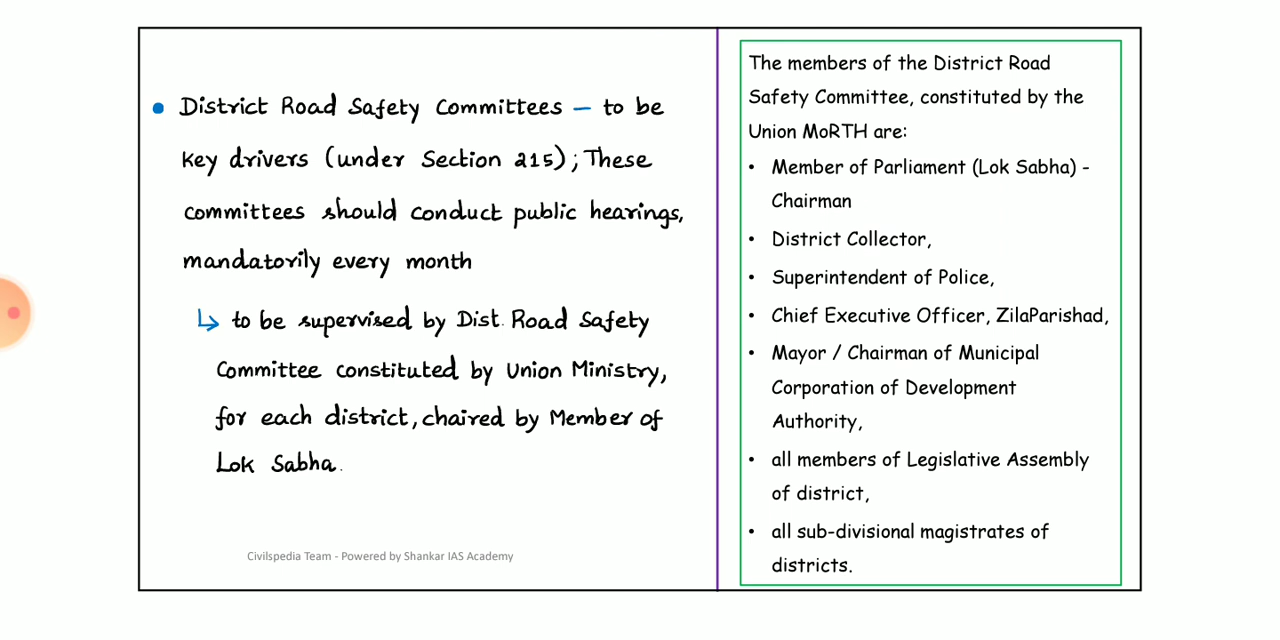 • District Road Safety Committees – to be
key drivers (under Section 215); These
committees should conduct public hearings,
mandatorily every month
↳ to be supervised by Dist. Road Safety
Committee constituted by Union Ministry,
for each district, chaired by Member of
Lok Sabha.
Civilspedia Team - Powered by Shankar IAS Academy
The members of the District Road
Safety Committee, constituted by the
Union MoRTH are:
• Member of Parliament (Lok Sabha) -
Chairman
• District Collector,
• Superintendent of Police,
• Chief Executive Officer, ZilaParishad,
• Mayor / Chairman of Municipal
Corporation of Development
Authority,
• all members of Legislative Assembly
of district,
• all sub-divisional magistrates of
districts.